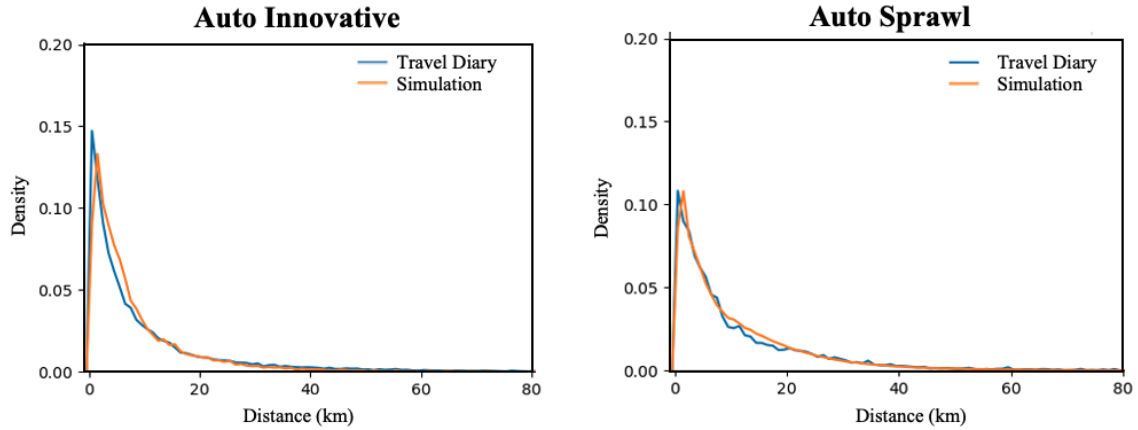 Auto Innovative
0.20
0.15
0.10
0.05
0.00
Density
Travel Diary
Simulation
0
20
40
60
80
Distance (km)
Auto Sprawl
0.20
0.15
0.10
0.05
0.00
Density
Travel Diary
Simulation
0
20
40
60
80
Distance (km)